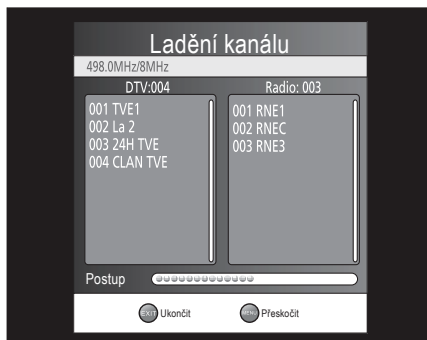 Ladění kanálu
498.0MHz/8MHz
DTV:004
Radio: 003
001 TVE1
002 La 2
003 24H TVE
004 CLAN TVE
001 RNE1
002 RNEC
003 RNE3
Postup
EXIT Ukončit
MENU Přeskočit